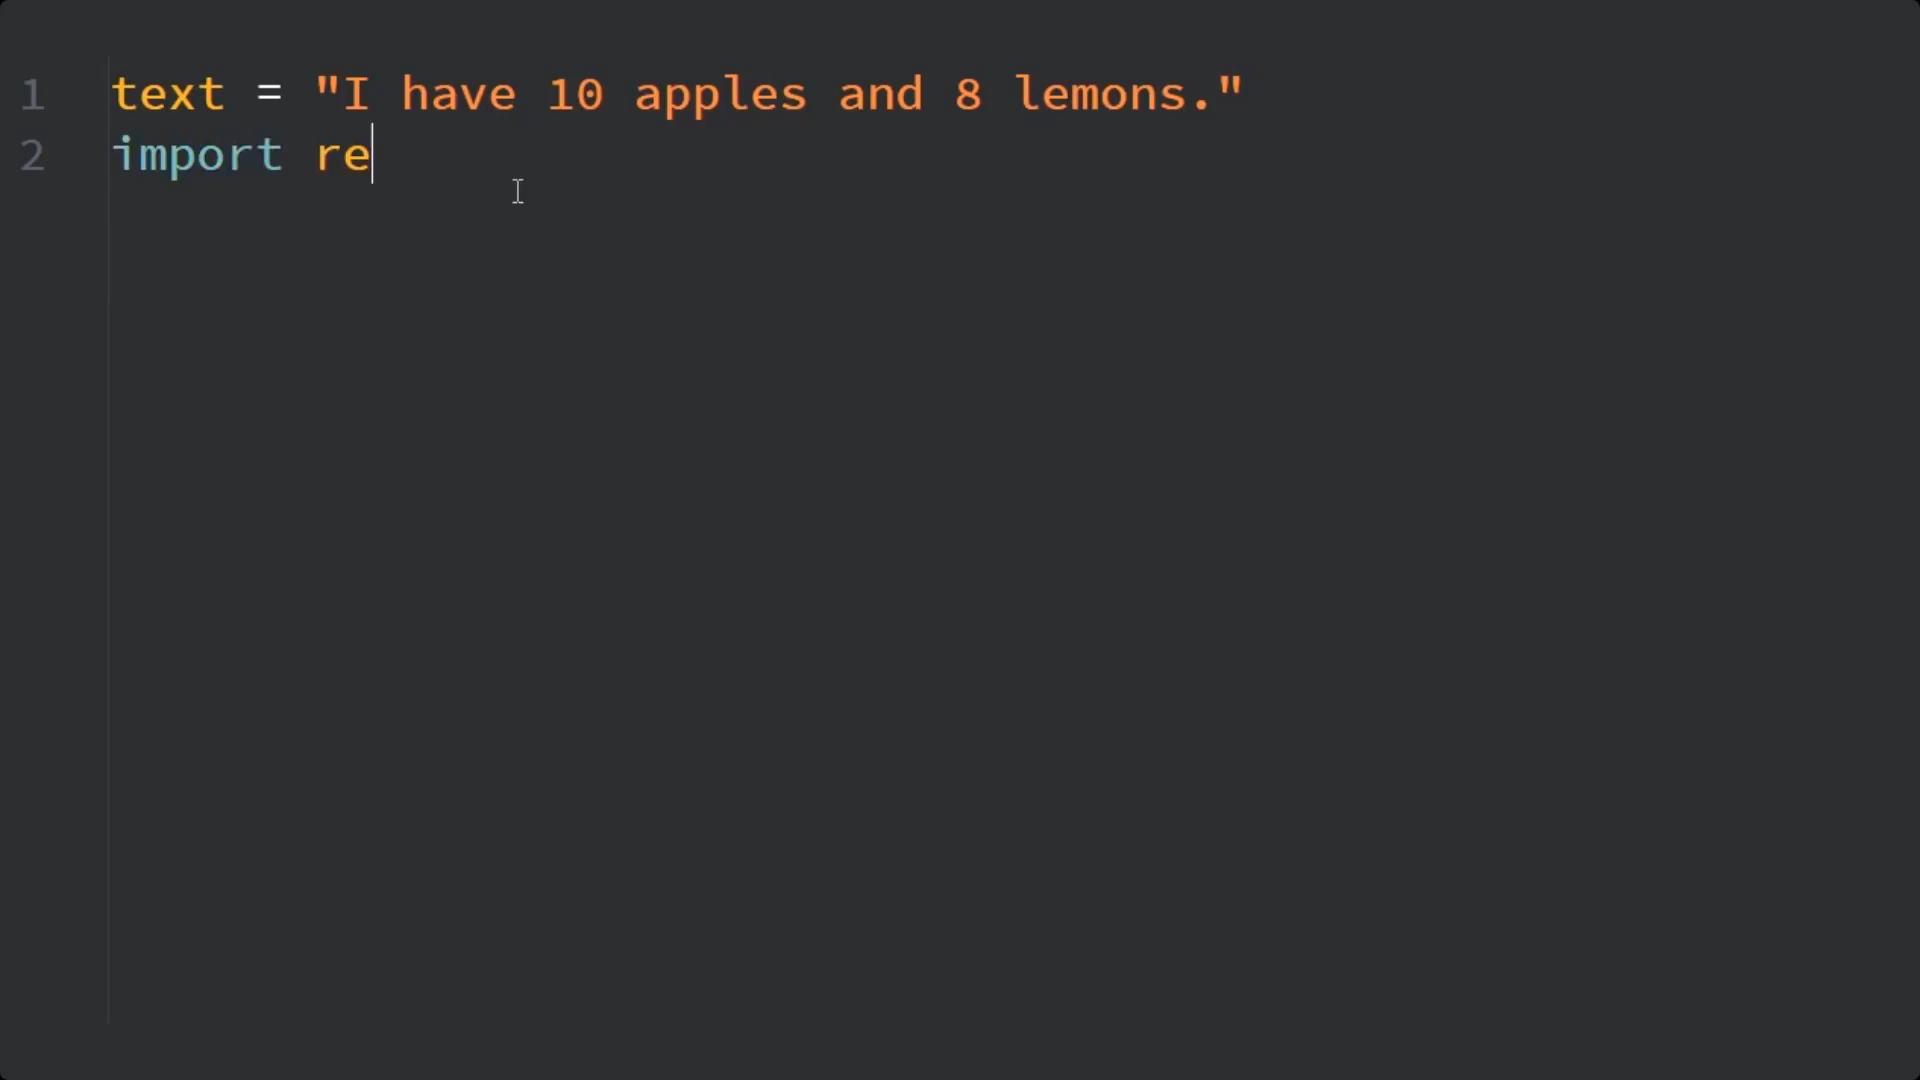 1 text = "I have 10 apples and 8 lemons."
2 import re